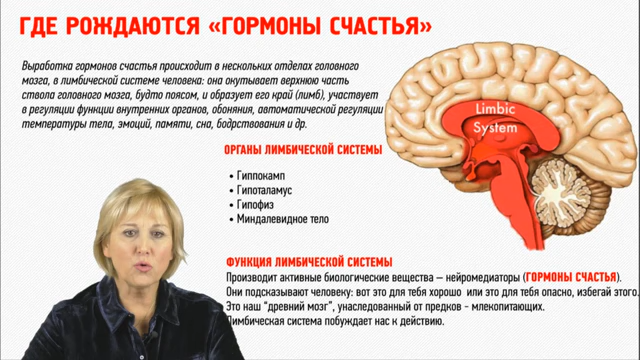 ГДЕ РОЖДАЮТСЯ «ГОРМОНЫ СЧАСТЬЯ»
Выработка гормонов счастья происходит в нескольких отделах головного
мозга, в лимбической системе человека: она окутывает верхнюю часть
ствола головного мозга, будто поясом, и образует его край (лимб), участвует
в регуляции функции внутренних органов, обоняния, автоматической регуляции
температуры тела, эмоций, памяти, сна, бодрствования и др.
Limbic
System
ОРГАНЫ ЛИМБИЧЕСКОЙ СИСТЕМЫ
• Гиппокамп
• Гипоталамус
• Гипофиз
• Миндалевидное тело
ФУНКЦИЯ ЛИМБИЧЕСКОЙ СИСТЕМЫ
Производит активные биологические вещества – нейромедиаторы (ГОРМОНЫ СЧАСТЬЯ).
Они подсказывают человеку: вот это для тебя хорошо или это для тебя опасно, избегай этого.
Это наш "древний мозг", унаследованный от предков - млекопитающих.
Лимбическая система побуждает нас к действию.